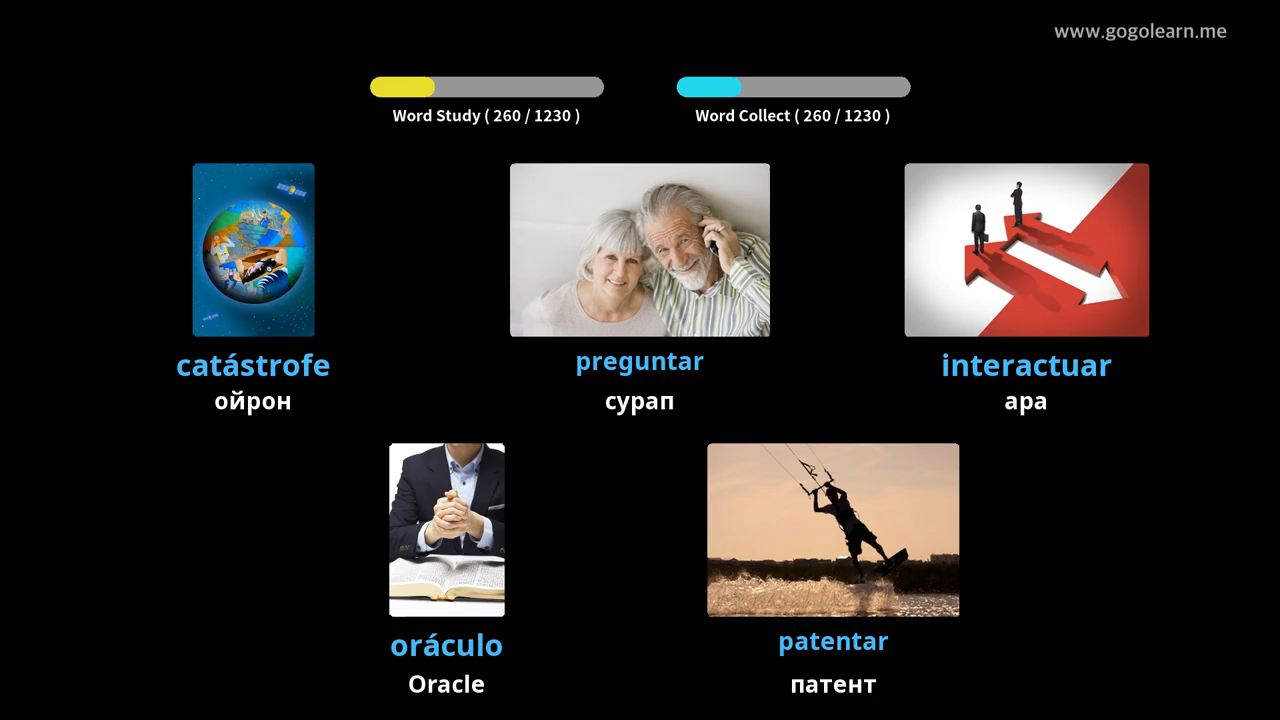 www.gogolearn.me
Word Study ( 260 / 1230 )
Word Collect ( 260 / 1230 )
catástrofe
ойрон
preguntar
сурап
interactuar
ара
oráculo
Oracle
patentar
патент